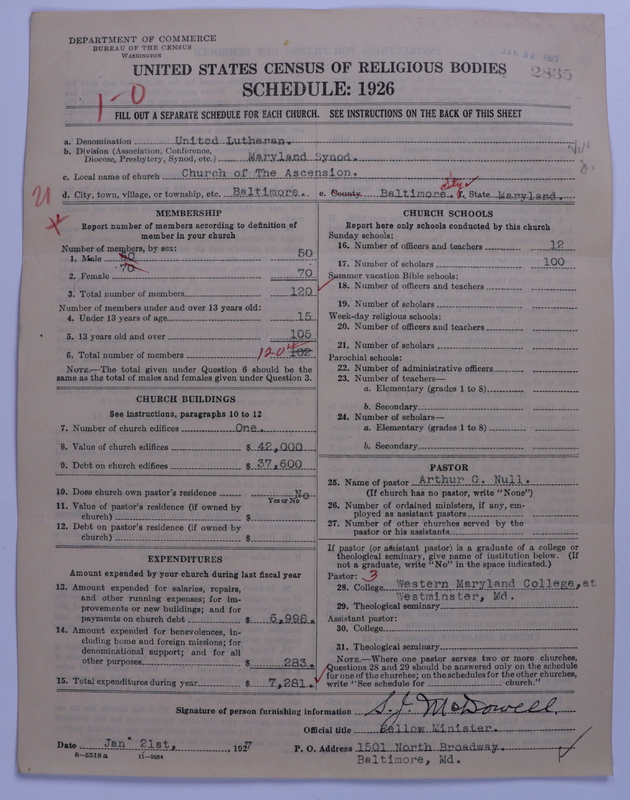 DEPARTMENT OF COMMERCE
BUREAU OF THE CENSUS
WASHINGTON
2835
UNITED STATES CENSUS OF RELIGIOUS BODIES
SCHEDULE: 1926
1-0
FILL OUT A SEPARATE SCHEDULE FOR EACH CHURCH. SEE INSTRUCTIONS ON THE BACK OF THIS SHEET
a. Denomination United Lutheran.
b. Division (Association, Conference,
Diocese, Presbytery, Synod, etc.) Maryland Synod.
c. Local name of church Church of The Ascension.
d. City, town, village, or township, etc. Baltimore. e. County. Baltimore. City f. State Maryland.
21
MEMBERSHIP
Report number of members according to definition of
member in your church
Number of members, by sex:
1. Male 50 50
2. Female 70 70
3. Total number of members 120
Number of members under and over 13 years old:
4. Under 13 years of age 15
5. 13 years old and over 105
6. Total number of members 120 102
NOTE.—The total given under Question 6 should be the
same as the total of males and females given under Question 3.
CHURCH BUILDINGS
See instructions, paragraphs 10 to 12
7. Number of church edifices One.
8. Value of church edifices $ 42,000
9. Debt on church edifices $ 37,600
10. Does church own pastor's residence No
Yes or No
11. Value of pastor's residence (if owned by
church) $
12. Debt on pastor's residence (if owned by
church) $
EXPENDITURES
Amount expended by your church during last fiscal year
13. Amount expended for salaries, repairs,
and other running expenses; for im-
provements or new buildings; and for
payments on church debt $ 6,998.
14. Amount expended for benevolences, in-
cluding home and foreign missions; for
denominational support; and for all
other purposes $ 283.
15. Total expenditures during year $ 7,281.
CHURCH SCHOOLS
Report here only schools conducted by this church
Sunday schools:
16. Number of officers and teachers 12
17. Number of scholars 100
Summer vacation Bible schools:
18. Number of officers and teachers
19. Number of scholars
Week-day religious schools:
20. Number of officers and teachers
21. Number of scholars
Parochial schools:
22. Number of administrative officers
23. Number of teachers—
a. Elementary (grades 1 to 8)
b. Secondary
24. Number of scholars—
a. Elementary (grades 1 to 8)
b. Secondary
PASTOR
25. Name of pastor Arthur G. Null.
(If church has no pastor, write "None")
26. Number of ordained ministers, if any, em-
ployed as assistant pastors
27. Number of other churches served by the
pastor or his assistants
If pastor (or assistant pastor) is a graduate of a college or
theological seminary, give name of institution below. (If
not a graduate, write "No" in the space indicated.)
Pastor: 3
28. College Western Maryland College, at
Westminster, Md.
29. Theological seminary
Assistant pastor:
30. College
31. Theological seminary
NOTE.—Where one pastor serves two or more churches,
Questions 28 and 29 should be answered only on the schedule
for one of the churches; on the schedules for the other churches,
write "See schedule for church."
Signature of person furnishing information S. J. McDowell.
Official title Fellow Minister.
Date Jan' 21st, 1927 P. O. Address 1501 North Broadway.
8—5518 a 11—9054 Baltimore, Md.